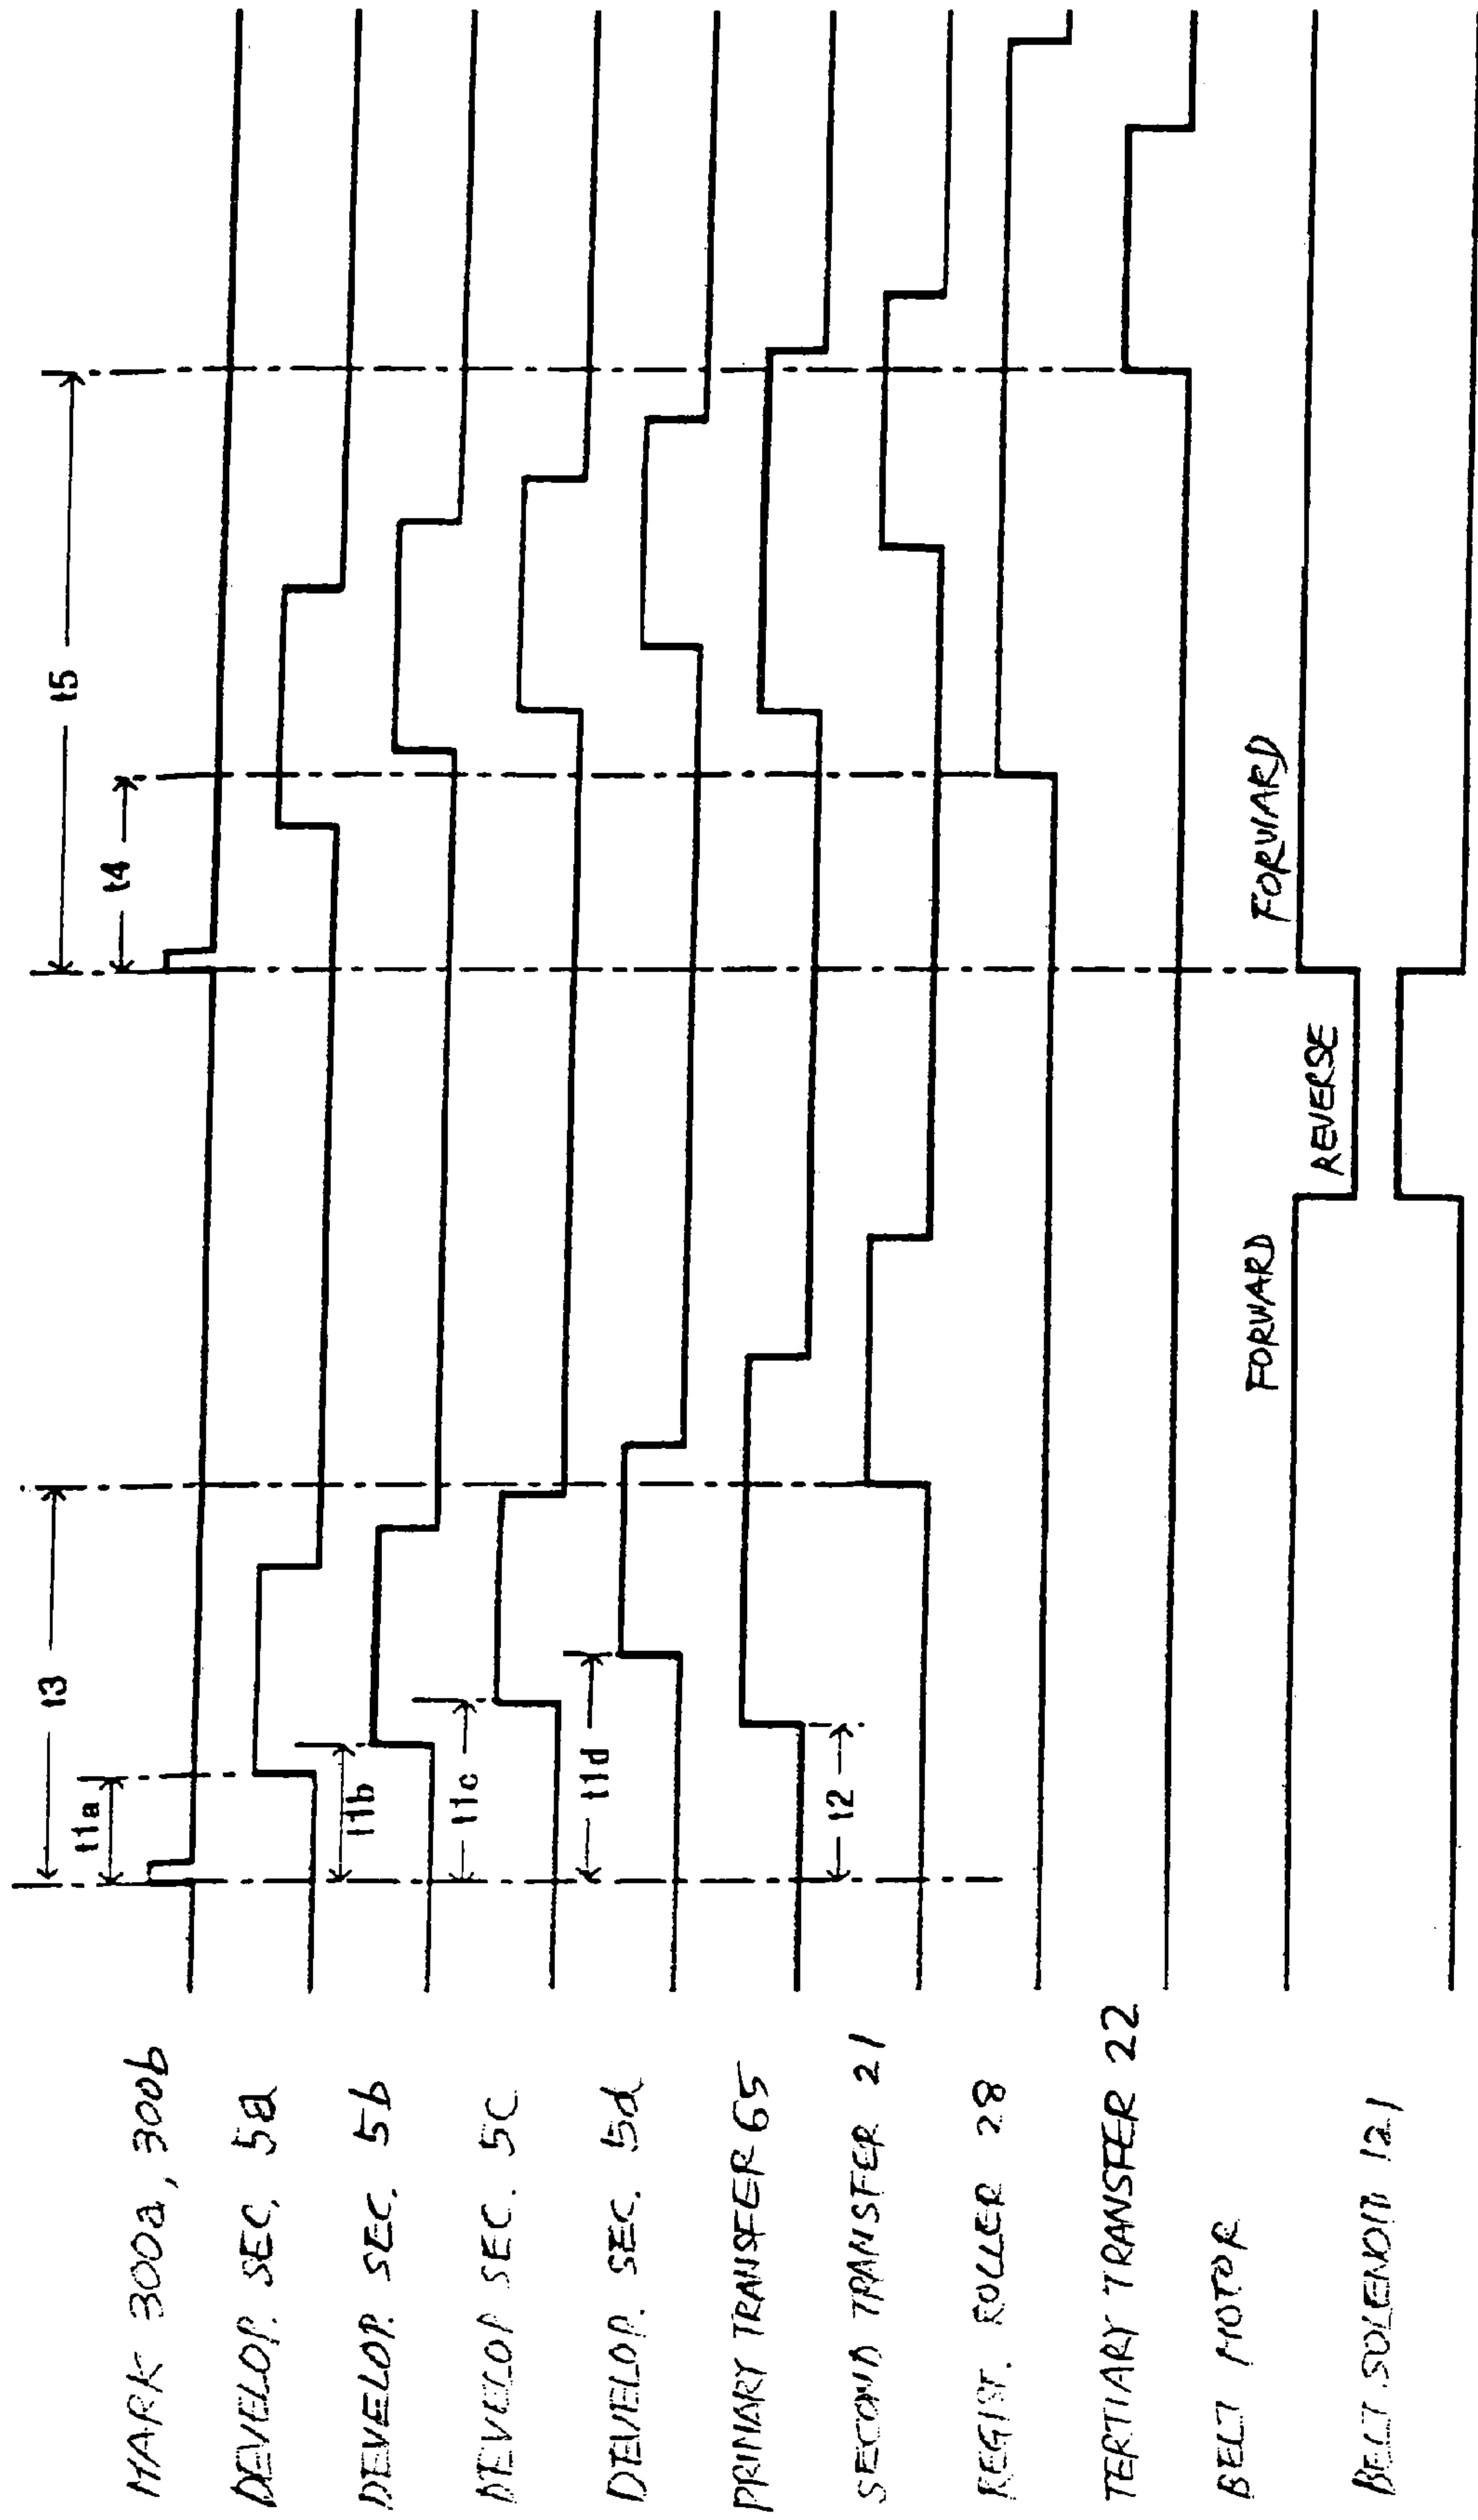 MARK 300a, 300b
DEVELOP. SEC. 5a
DEVELOP. SEC. 5b
DEVELOP SEC. 5C
DEVELOP. SEC. 5d
PRIMARY TRANSFER 65
SECOND TRANSFER 21
REGIST. ROLLER 28
TERTIARY TRANSFER 22
BELT MOTOR
BELT SOLENOID 121
t3
t5
t1a
t4
t1b
t1c
t1d
t2
FORWARD
REVERSE
FORWARD